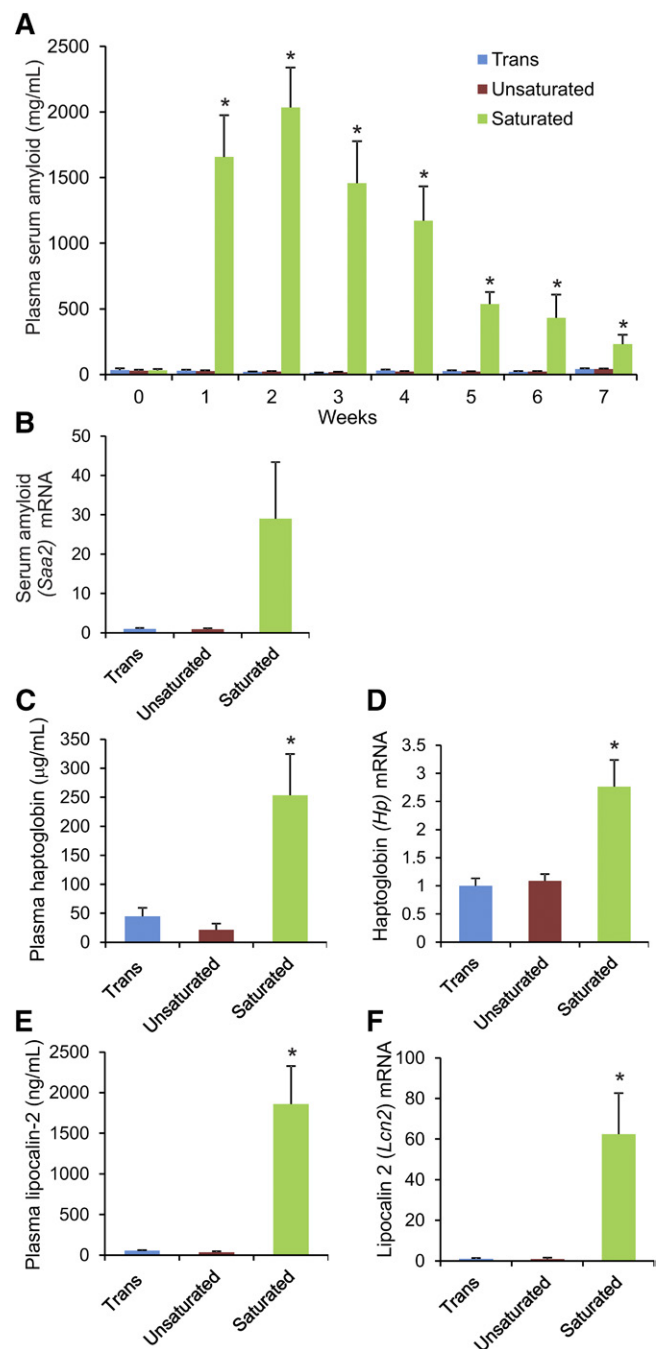 A
Plasma serum amyloid (mg/mL)
2500
2000
1500
1000
500
0
Trans
Unsaturated
Saturated
* * * * * * *
0 1 2 3 4 5 6 7
Weeks
B
Serum amyloid
(Saa2) mRNA
50
40
30
20
10
0
Trans
Unsaturated
Saturated
C
Plasma haptoglobin (µg/mL)
350
300
250
200
150
100
50
0
*
Trans
Unsaturated
Saturated
D
Haptoglobin (Hp) mRNA
3.5
3
2.5
2
1.5
1
0.5
0
*
Trans
Unsaturated
Saturated
E
Plasma lipocalin-2 (ng/mL)
2500
2000
1500
1000
500
0
*
Trans
Unsaturated
Saturated
F
Lipocalin 2 (Lcn2) mRNA
100
80
60
40
20
0
*
Trans
Unsaturated
Saturated